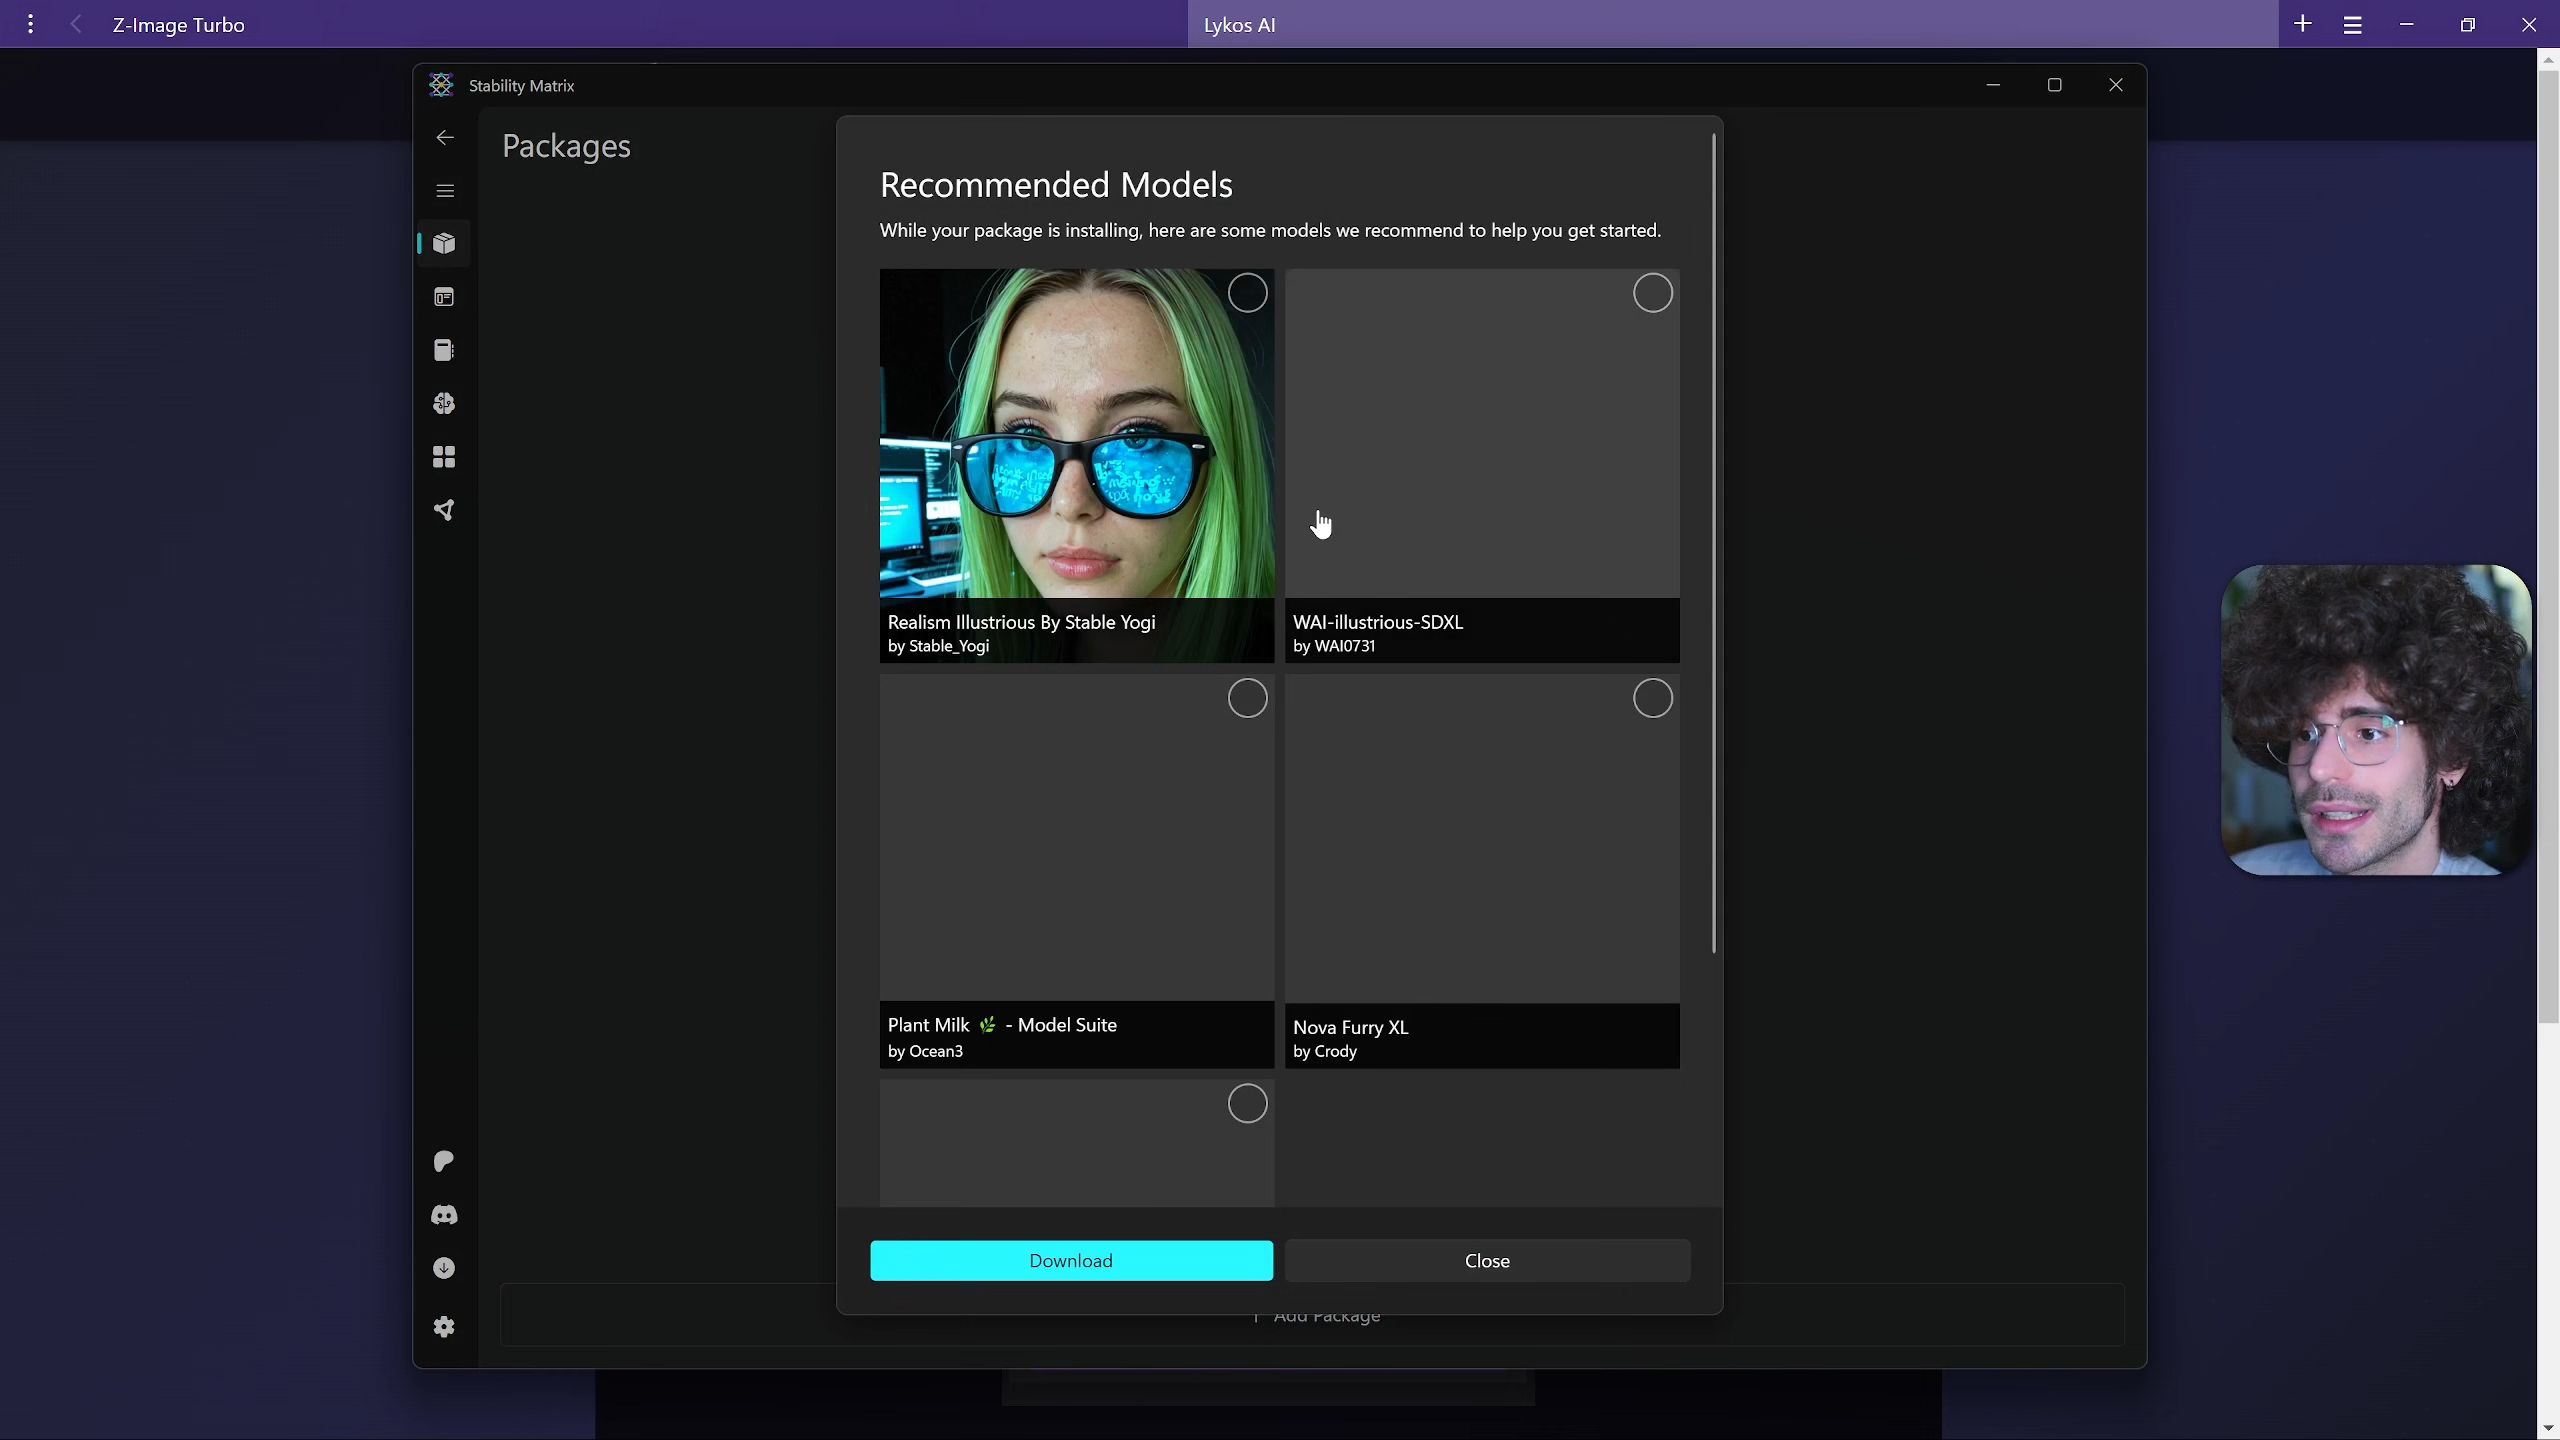 Z-Image Turbo
Lykos AI
Stability Matrix
Packages
Recommended Models
While your package is installing, here are some models we recommend to help you get started.
Realism Illustrious By Stable Yogi
by Stable_Yogi
WAI-illustrious-SDXL
by WAI0731
Plant Milk 🌿 - Model Suite
by Ocean3
Nova Furry XL
by Crody
Download
Close
Add Package